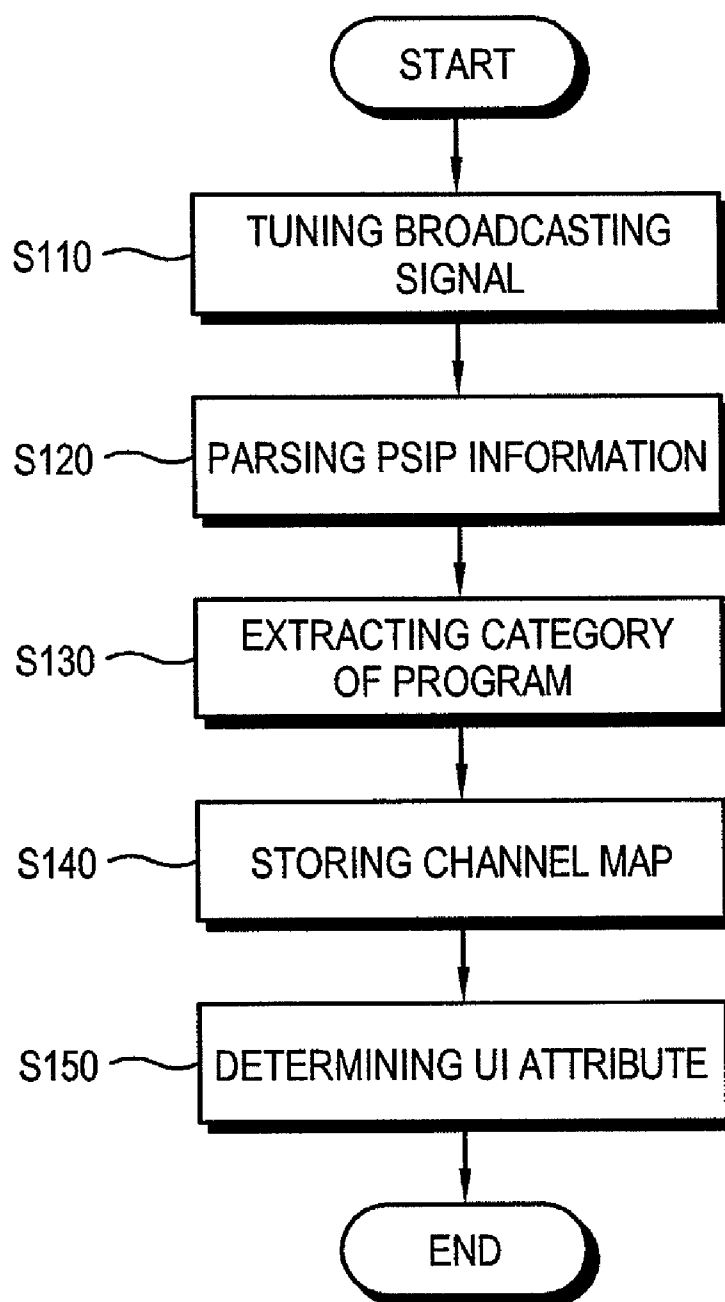 START
S110
TUNING BROADCASTING
SIGNAL
S120
PARSING PSIP INFORMATION
S130
EXTRACTING CATEGORY
OF PROGRAM
S140
STORING CHANNEL MAP
S150
DETERMINING UI ATTRIBUTE
END